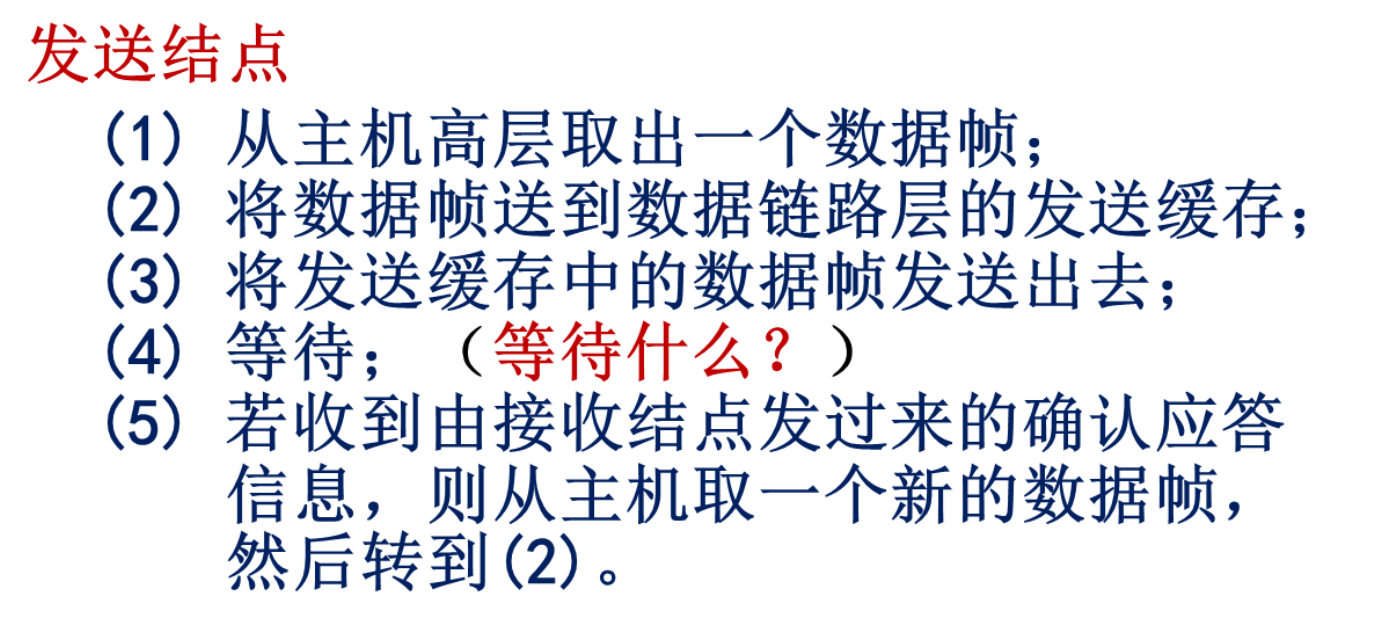 发送结点
(1) 从主机高层取出一个数据帧；
(2) 将数据帧送到数据链路层的发送缓存；
(3) 将发送缓存中的数据帧发送出去；
(4) 等待；（等待什么？）
(5) 若收到由接收结点发过来的确认应答
信息，则从主机取一个新的数据帧，
然后转到(2)。